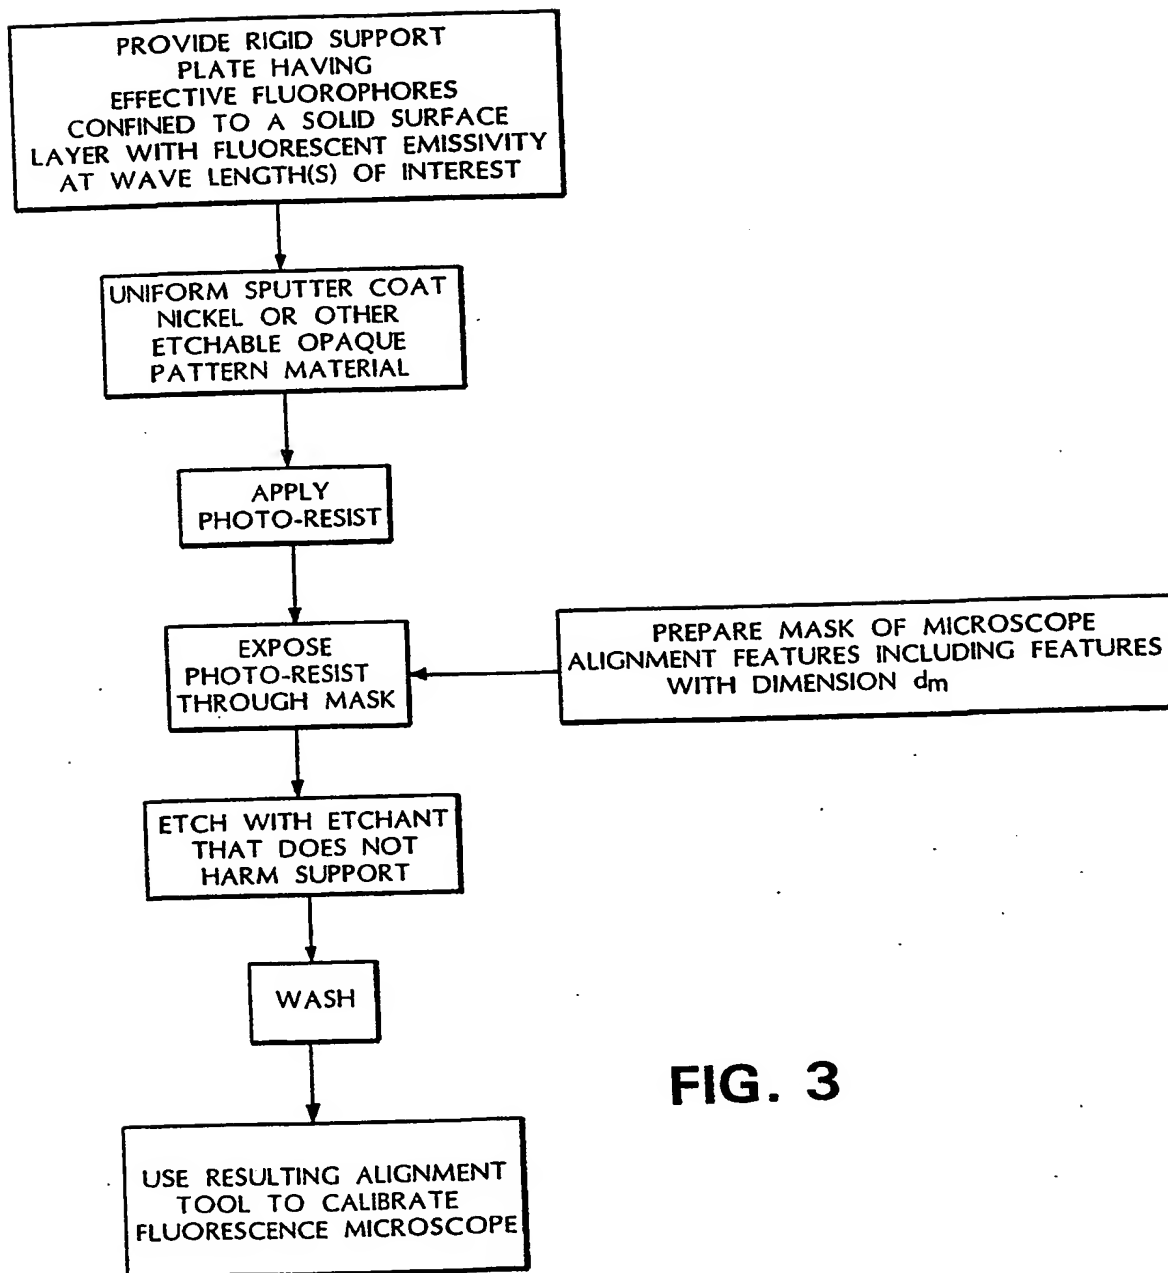 PROVIDE RIGID SUPPORT
PLATE HAVING
EFFECTIVE FLUOROPHORES
CONFINED TO A SOLID SURFACE
LAYER WITH FLUORESCENT EMISSIVITY
AT WAVE LENGTH(S) OF INTEREST
UNIFORM SPUTTER COAT
NICKEL OR OTHER
ETCHABLE OPAQUE
PATTERN MATERIAL
APPLY
PHOTO-RESIST
EXPOSE
PHOTO-RESIST
THROUGH MASK
PREPARE MASK OF MICROSCOPE
ALIGNMENT FEATURES INCLUDING FEATURES
WITH DIMENSION dm
ETCH WITH ETCHANT
THAT DOES NOT
HARM SUPPORT
WASH
USE RESULTING ALIGNMENT
TOOL TO CALIBRATE
FLUORESCENCE MICROSCOPE
FIG. 3